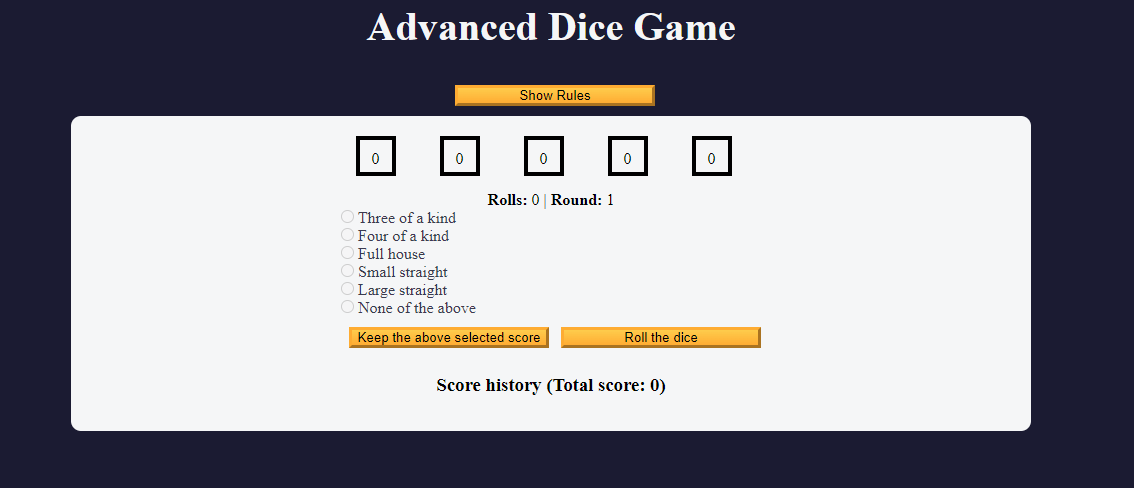 Advanced Dice Game
Show Rules
0 0 0 0 0
Rolls: 0 | Round: 1
Three of a kind
Four of a kind
Full house
Small straight
Large straight
None of the above
Keep the above selected score Roll the dice
Score history (Total score: 0)